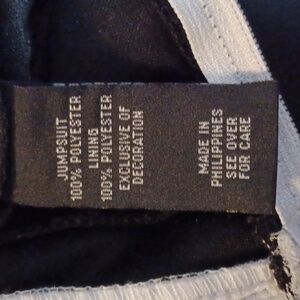 JUMPSUIT
100% POLYESTER
LINING
100% POLYESTER
EXCLUSIVE OF
DECORATION
MADE IN
PHILIPPINES
SEE OVER
FOR CARE